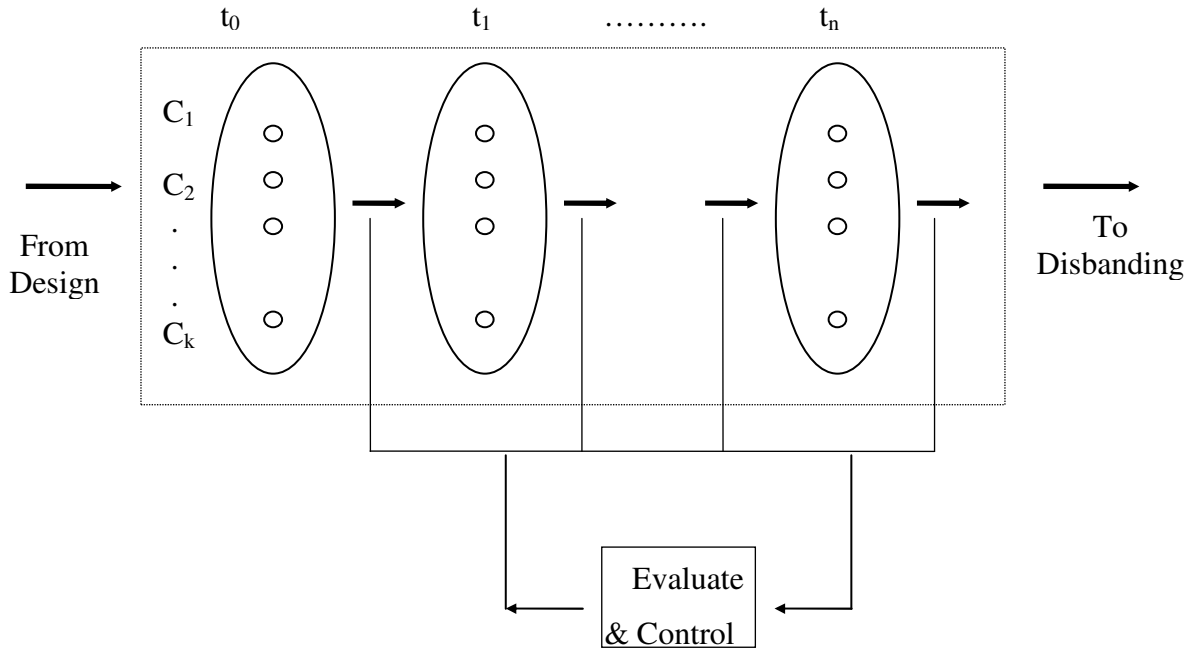 t₀ t₁ ………. tₙ
C₁
C₂
.
.
.
Cₖ
From
Design
To
Disbanding
Evaluate
& Control